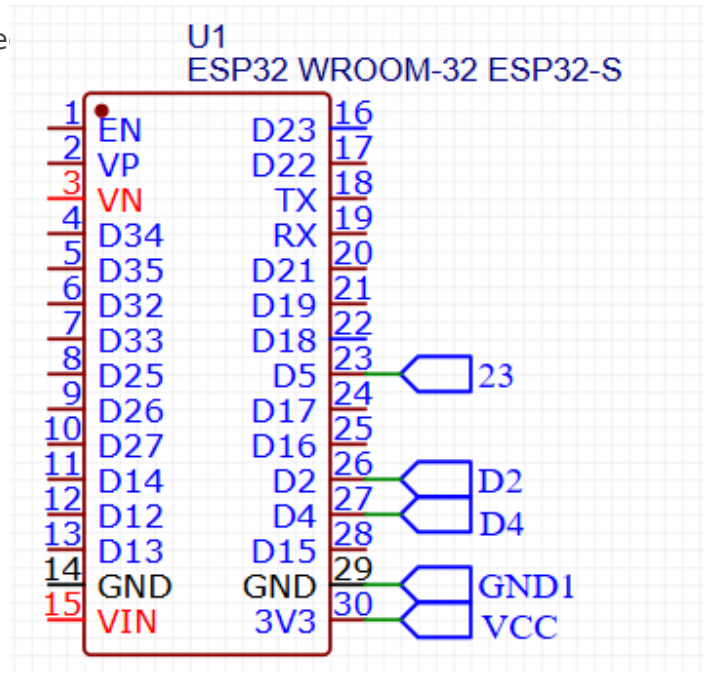 U1
ESP32 WROOM-32 ESP32-S
1 EN D23 16
2 VP D22 17
3 VN TX 18
4 D34 RX 19
5 D35 D21 20
6 D32 D19 21
7 D33 D18 22
8 D25 D5 23 23
9 D26 D17 24
10 D27 D16 25
11 D14 D2 26 D2
12 D12 D4 27 D4
13 D13 D15 28
14 GND GND 29 GND1
15 VIN 3V3 30 VCC